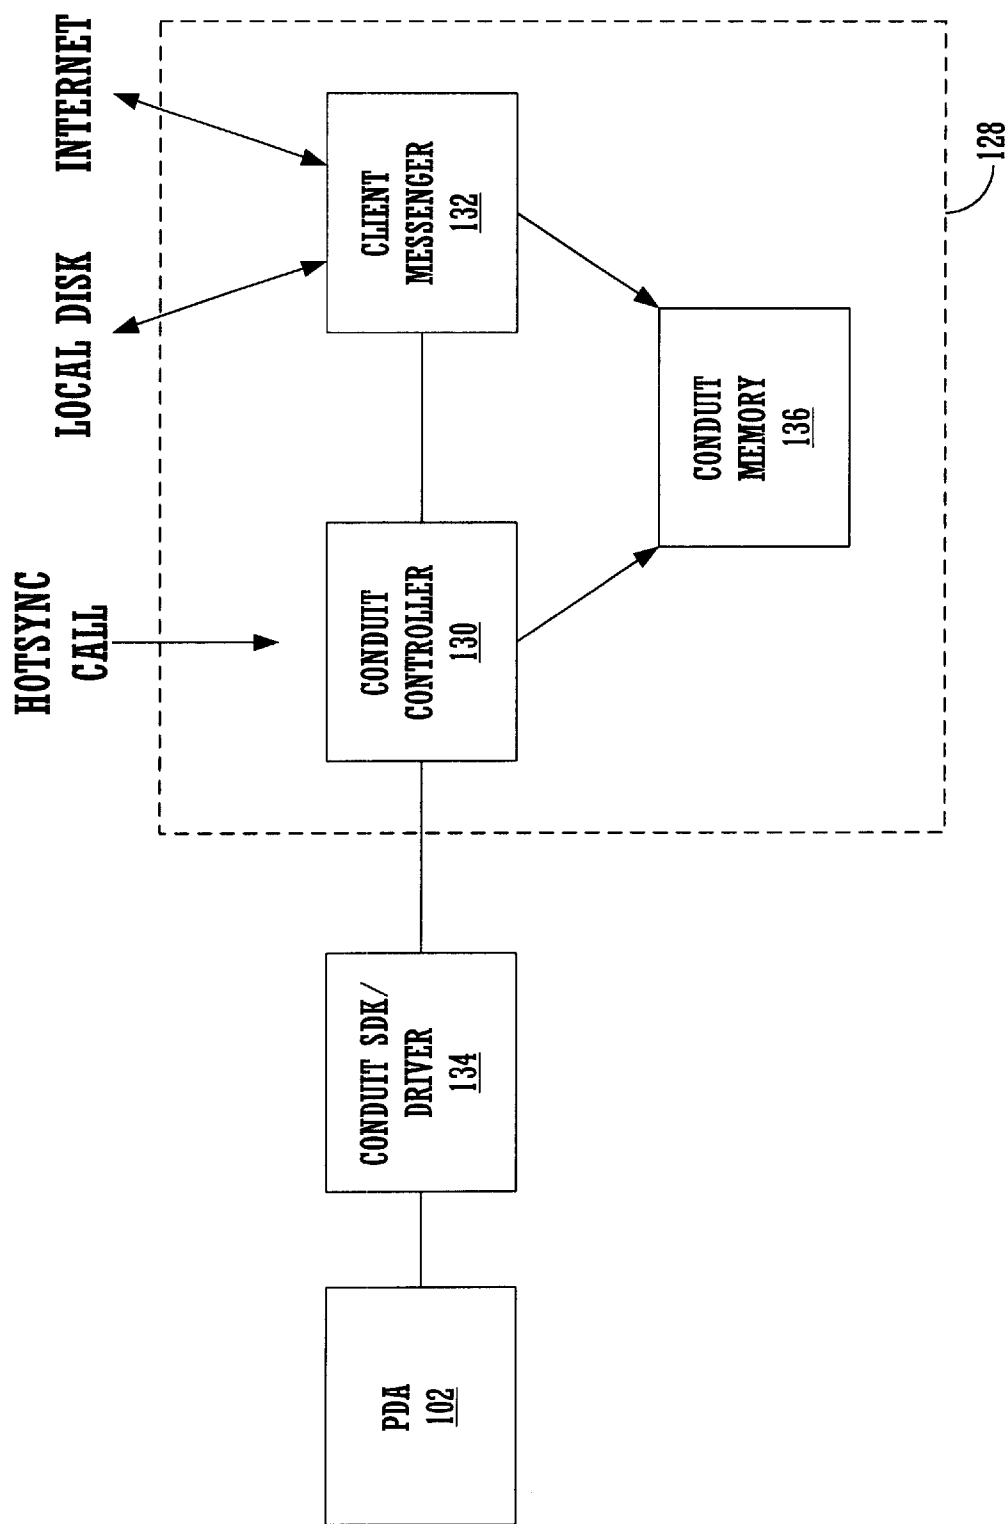 HOTSYNC
CALL
LOCAL DISK
INTERNET
PDA
102
CONDUIT SDK/
DRIVER
134
CONDUIT
CONTROLLER
130
CLIENT
MESSENGER
132
CONDUIT
MEMORY
136
128